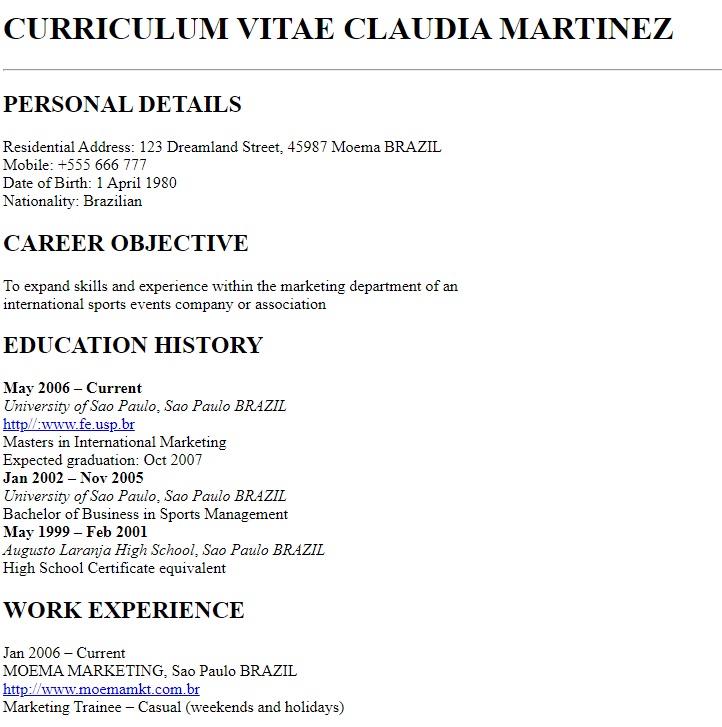 CURRICULUM VITAE CLAUDIA MARTINEZ
PERSONAL DETAILS
Residential Address: 123 Dreamland Street, 45987 Moema BRAZIL
Mobile: +555 666 777
Date of Birth: 1 April 1980
Nationality: Brazilian
CAREER OBJECTIVE
To expand skills and experience within the marketing department of an
international sports events company or association
EDUCATION HISTORY
May 2006 – Current
University of Sao Paulo, Sao Paulo BRAZIL
http//:www.fe.usp.br
Masters in International Marketing
Expected graduation: Oct 2007
Jan 2002 – Nov 2005
University of Sao Paulo, Sao Paulo BRAZIL
Bachelor of Business in Sports Management
May 1999 – Feb 2001
Augusto Laranja High School, Sao Paulo BRAZIL
High School Certificate equivalent
WORK EXPERIENCE
Jan 2006 – Current
MOEMA MARKETING, Sao Paulo BRAZIL
http://www.moemamkt.com.br
Marketing Trainee – Casual (weekends and holidays)